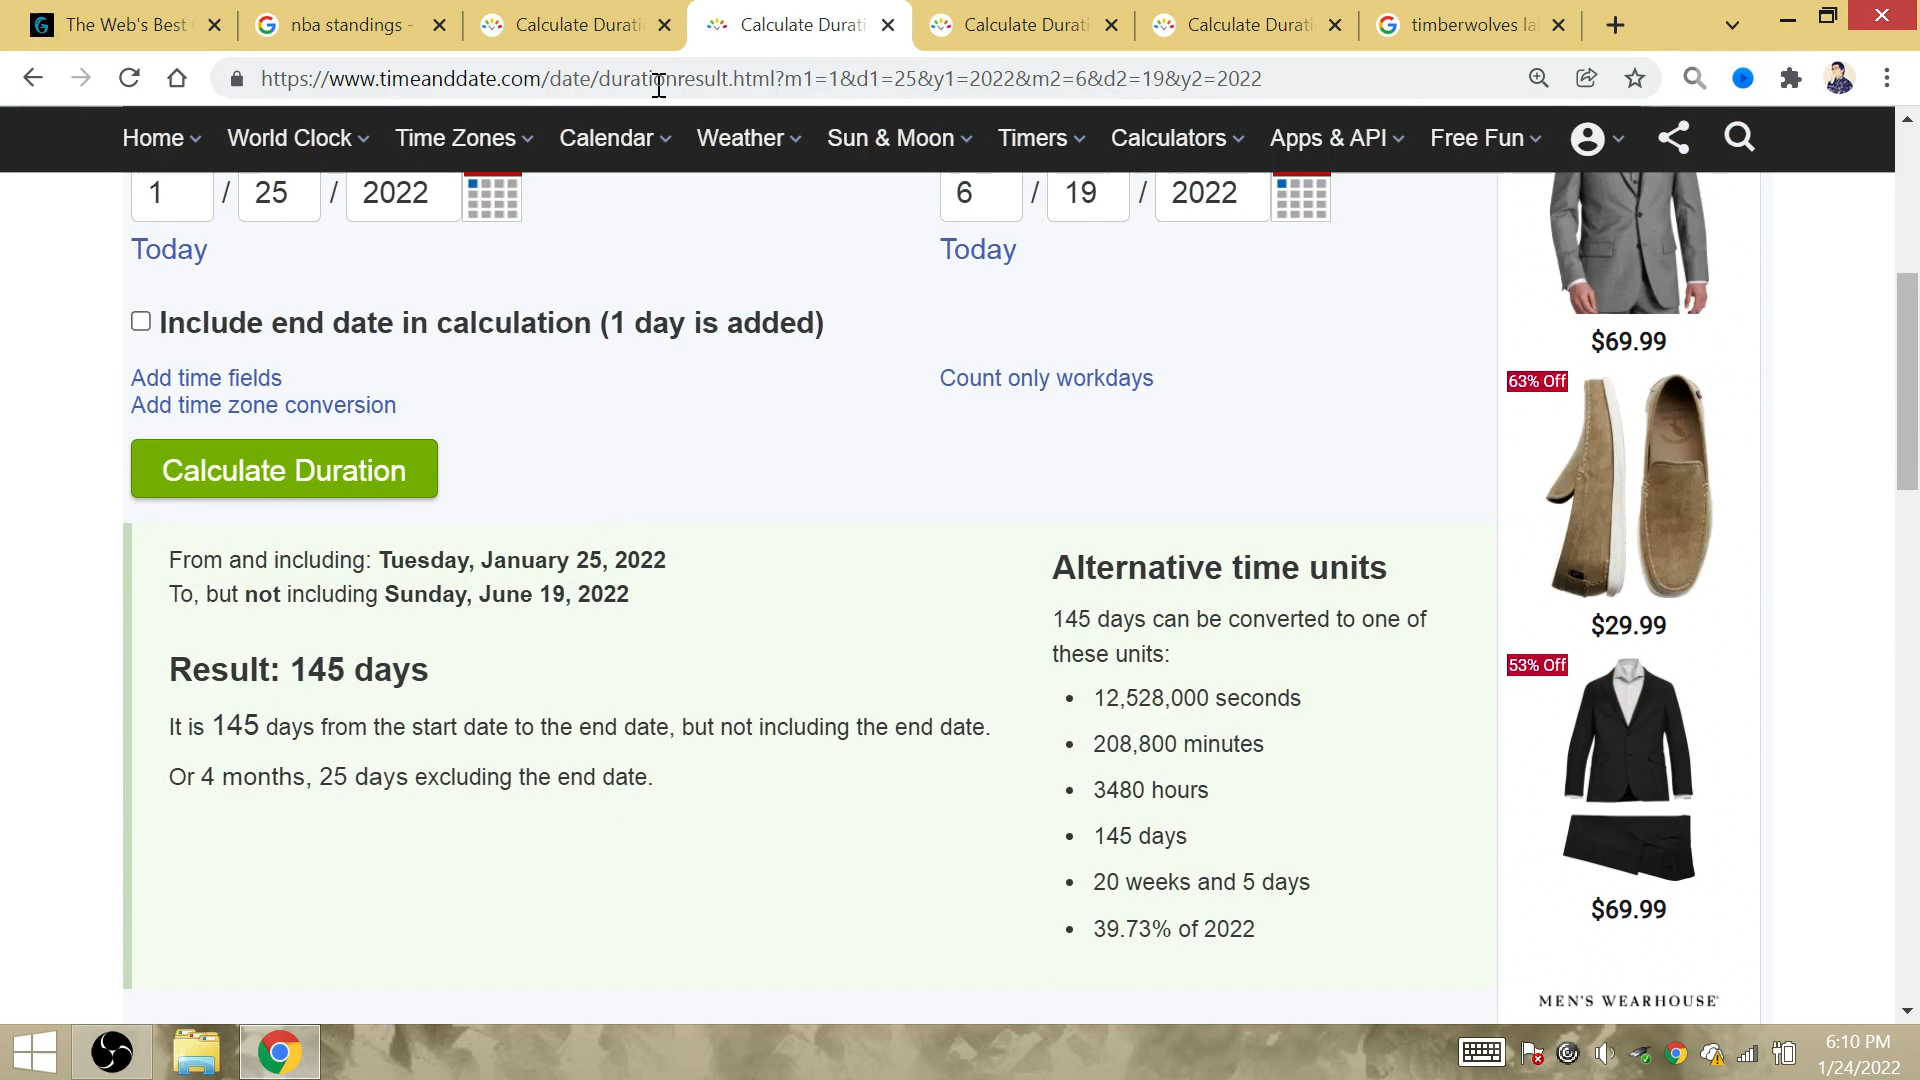 The Web's Best
nba standings -
Calculate Durati
Calculate Durati
Calculate Durati
Calculate Durati
timberwolves la
https://www.timeanddate.com/date/durationresult.html?m1=1&d1=25&y1=2022&m2=6&d2=19&y2=2022
Home
World Clock
Time Zones
Calendar
Weather
Sun & Moon
Timers
Calculators
Apps & API
Free Fun
1 / 25 / 2022
6 / 19 / 2022
Today
Today
Include end date in calculation (1 day is added)
Add time fields
Count only workdays
Add time zone conversion
Calculate Duration
From and including: Tuesday, January 25, 2022
To, but not including Sunday, June 19, 2022
Result: 145 days
It is 145 days from the start date to the end date, but not including the end date.
Or 4 months, 25 days excluding the end date.
Alternative time units
145 days can be converted to one of
these units:
• 12,528,000 seconds
• 208,800 minutes
• 3480 hours
• 145 days
• 20 weeks and 5 days
• 39.73% of 2022
$69.99
63% Off
$29.99
53% Off
$69.99
MEN'S WEARHOUSE
6:10 PM
1/24/2022